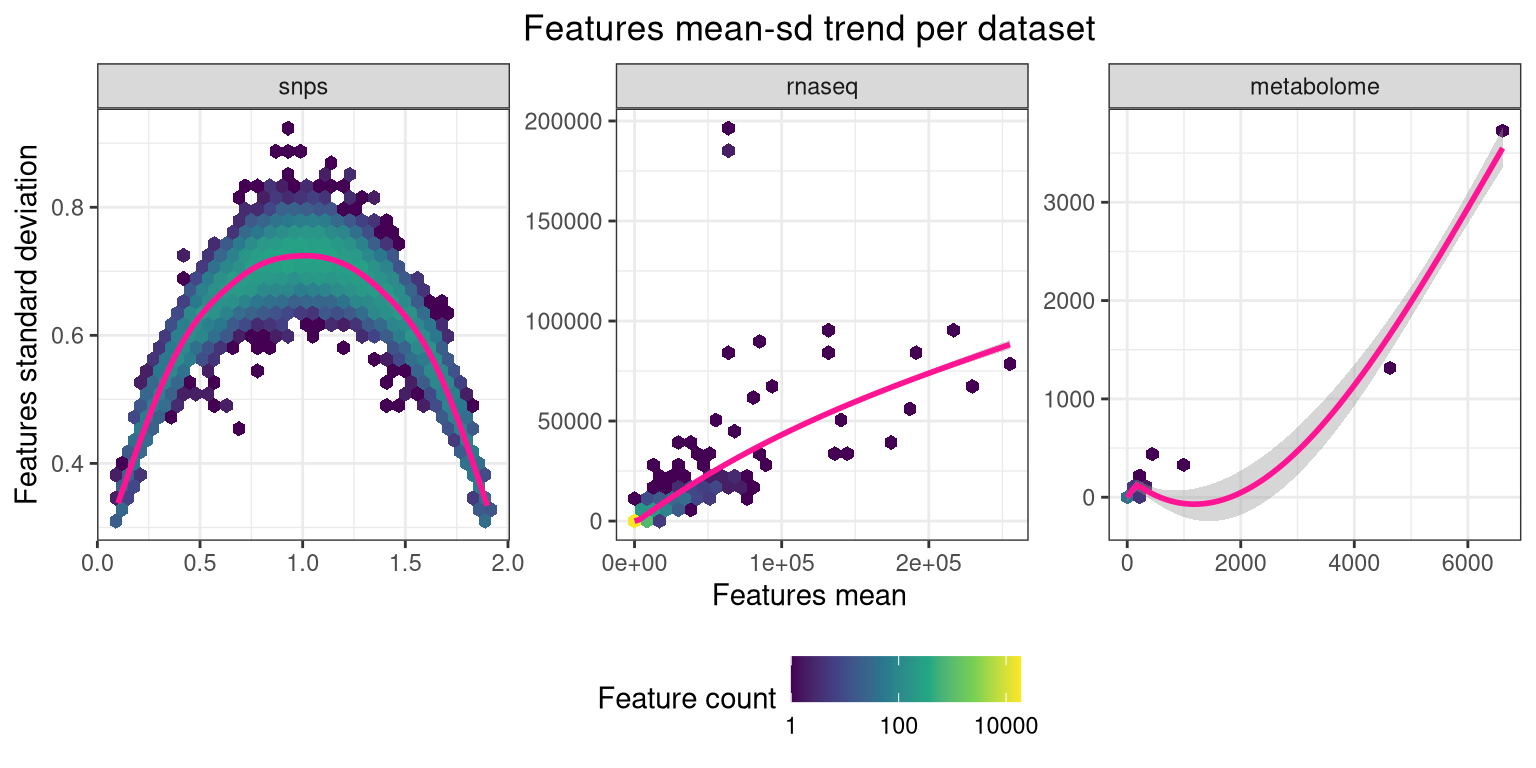 Features mean-sd trend per dataset
snps
rnaseq
metabolome
Features standard deviation
0.8
0.6
0.4
0.0 0.5 1.0 1.5 2.0
200000
150000
100000
50000
0
0e+00 1e+05 2e+05
3000
2000
1000
0
0 2000 4000 6000
Features mean
Feature count
1 100 10000